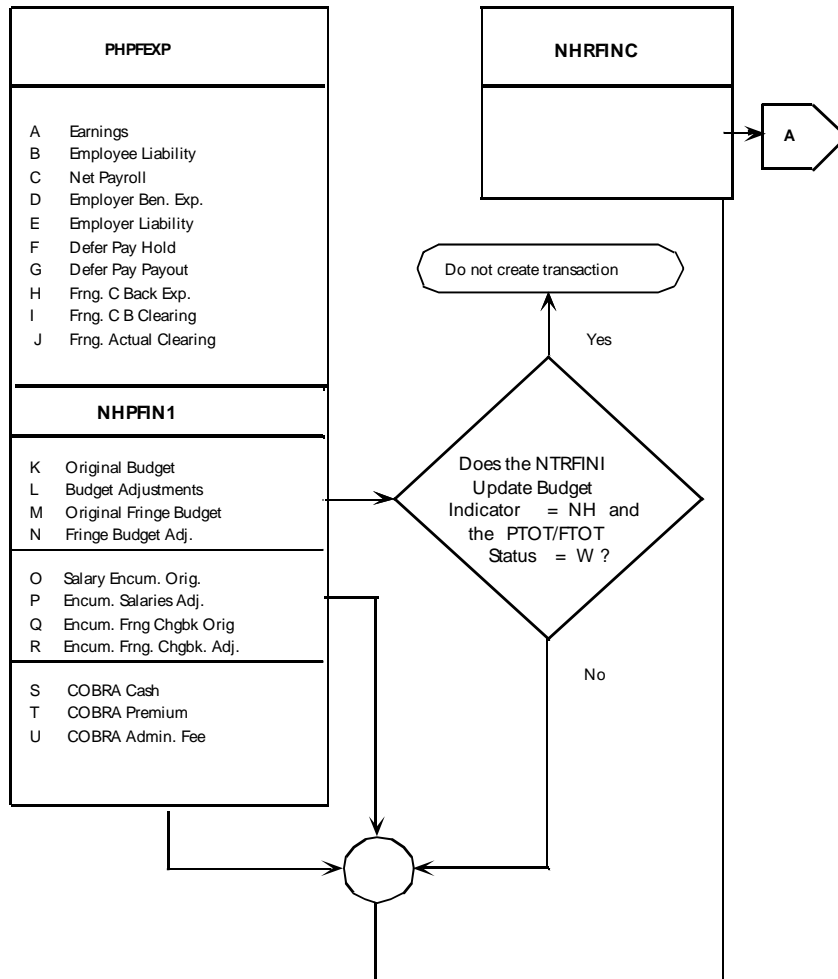 PHPFEXP
A Earnings
B Employee Liability
C Net Payroll
D Employer Ben. Exp.
E Employer Liability
F Defer Pay Hold
G Defer Pay Payout
H Frng. C Back Exp.
I Frng. C B Clearing
J Frng. Actual Clearing
NHPFIN1
K Original Budget
L Budget Adjustments
M Original Fringe Budget
N Fringe Budget Adj.
O Salary Encum. Orig.
P Encum. Salaries Adj.
Q Encum. Frng Chgbk Orig
R Encum. Frng. Chgbk. Adj.
S COBRA Cash
T COBRA Premium
U COBRA Admin. Fee
NHRFINC
A
Do not create transaction
Yes
Does the NTRFINI
Update Budget
Indicator = NH and
the PTOT/FTOT
Status = W ?
No